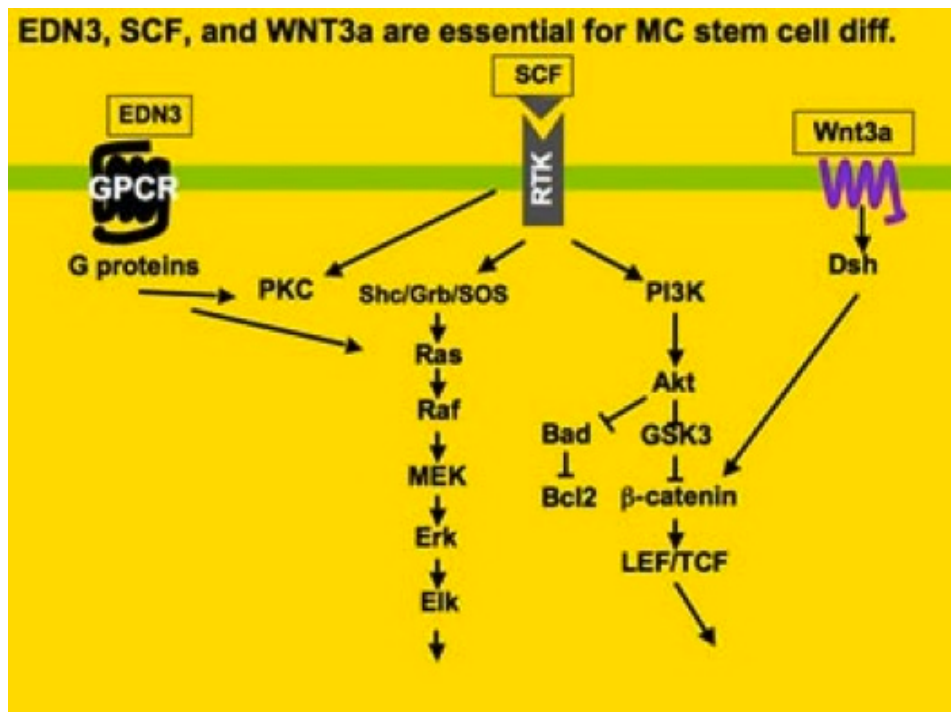 EDN3, SCF, and WNT3a are essential for MC stem cell diff.
SCF
EDN3
Wnt3a
GPCR
RTK
G proteins
Dsh
PKC
Shc/Grb/SOS
PI3K
Ras
Akt
Raf
Bad
GSK3
MEK
Bcl2
β-catenin
Erk
LEF/TCF
Elk